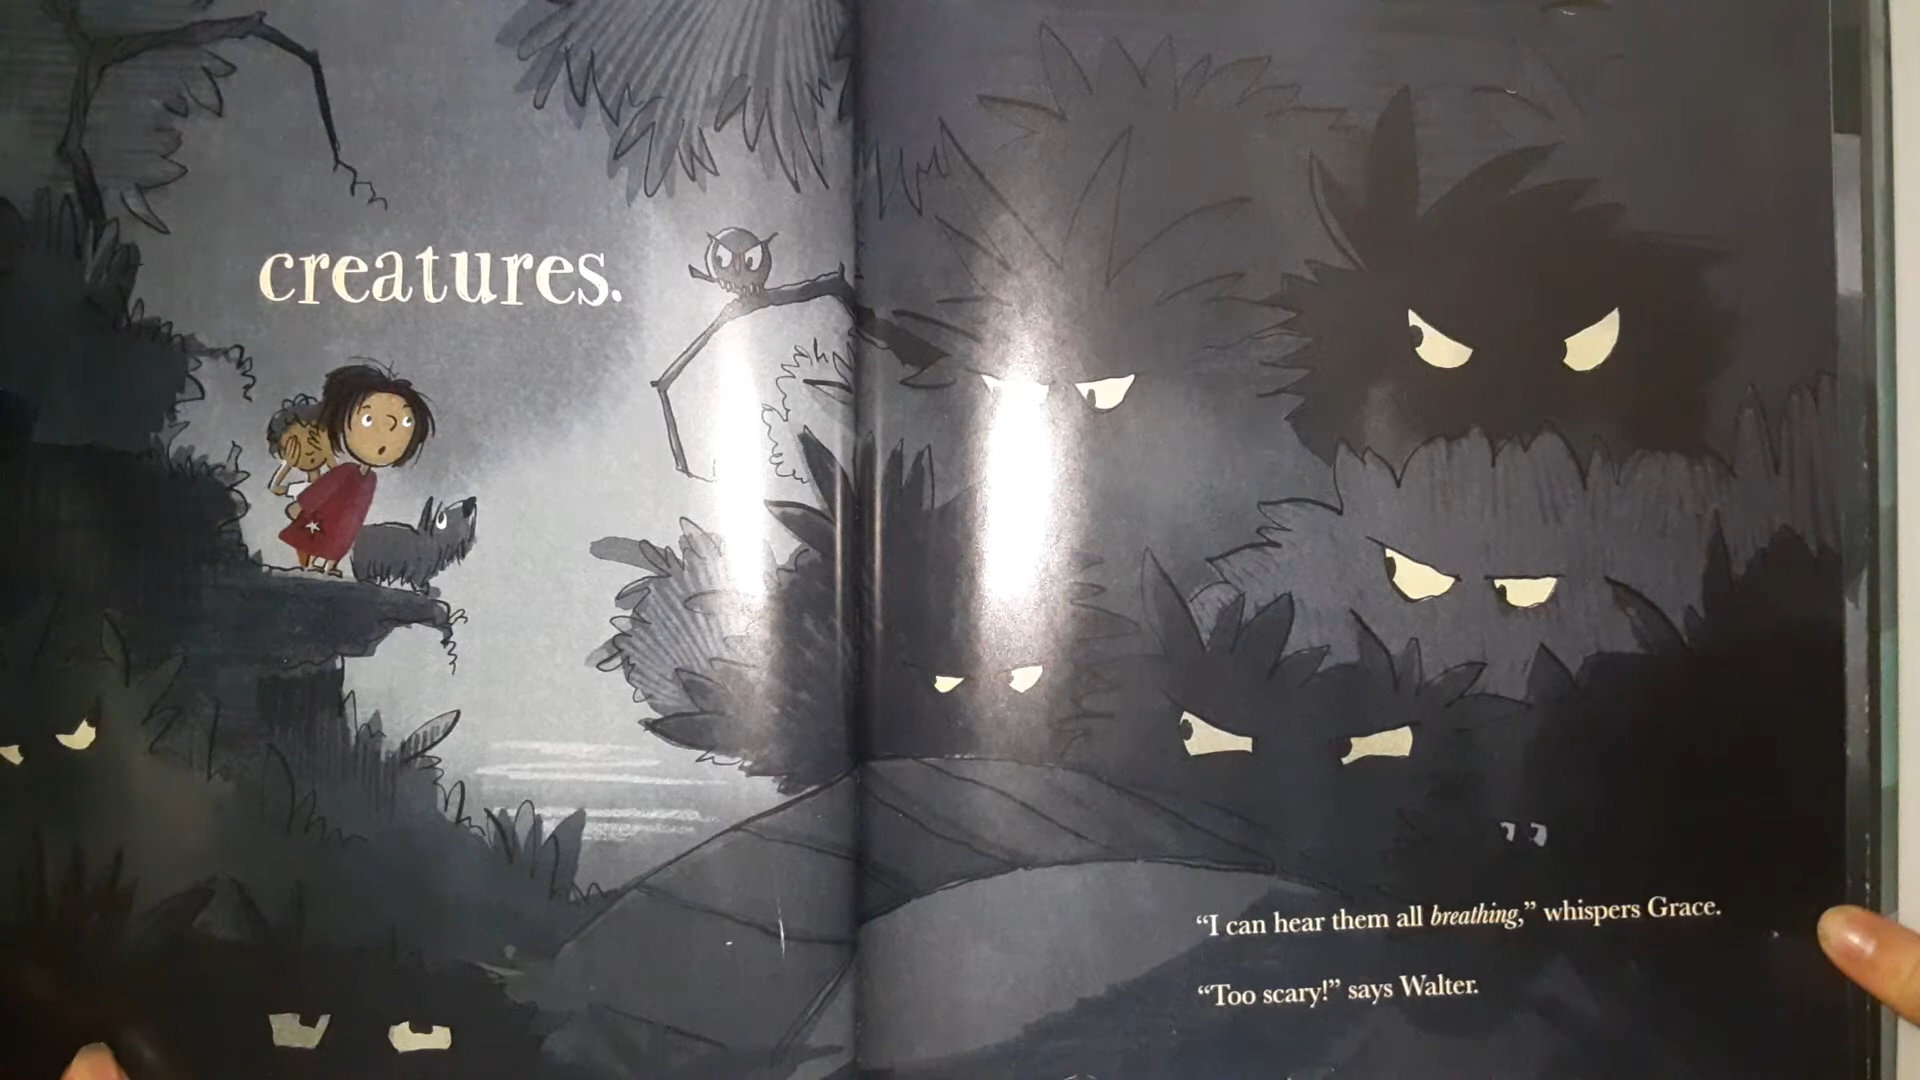 creatures.
“I can hear them all breathing,” whispers Grace.
“Too scary!” says Walter.